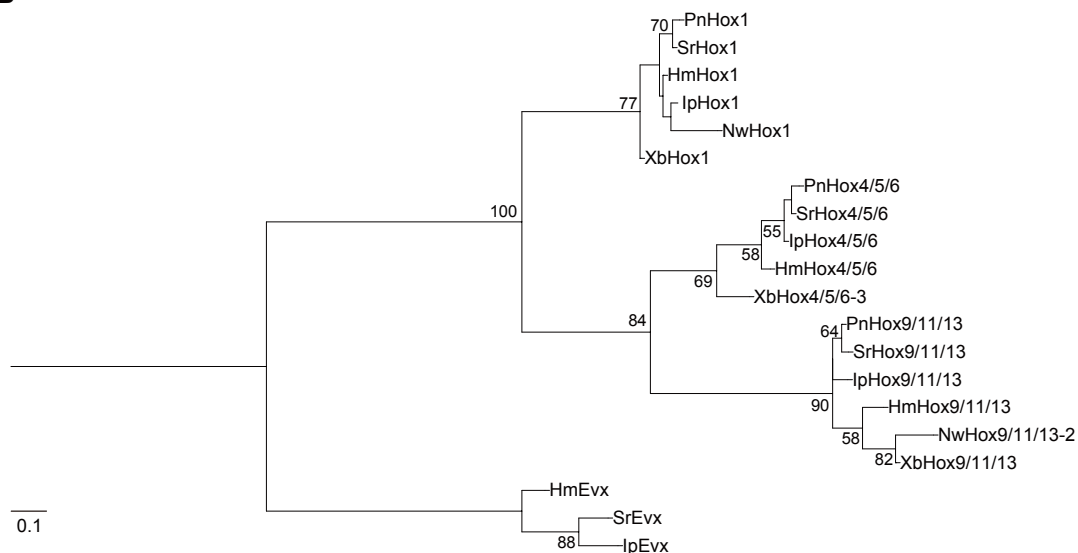 PnHox1
70
SrHox1
HmHox1
IpHox1
77
NwHox1
XbHox1
PnHox4/5/6
100
SrHox4/5/6
55
IpHox4/5/6
58
HmHox4/5/6
69
XbHox4/5/6-3
84
PnHox9/11/13
64
SrHox9/11/13
IpHox9/11/13
90
HmHox9/11/13
58
NwHox9/11/13-2
82
XbHox9/11/13
HmEvx
0.1
SrEvx
88
IpEvx